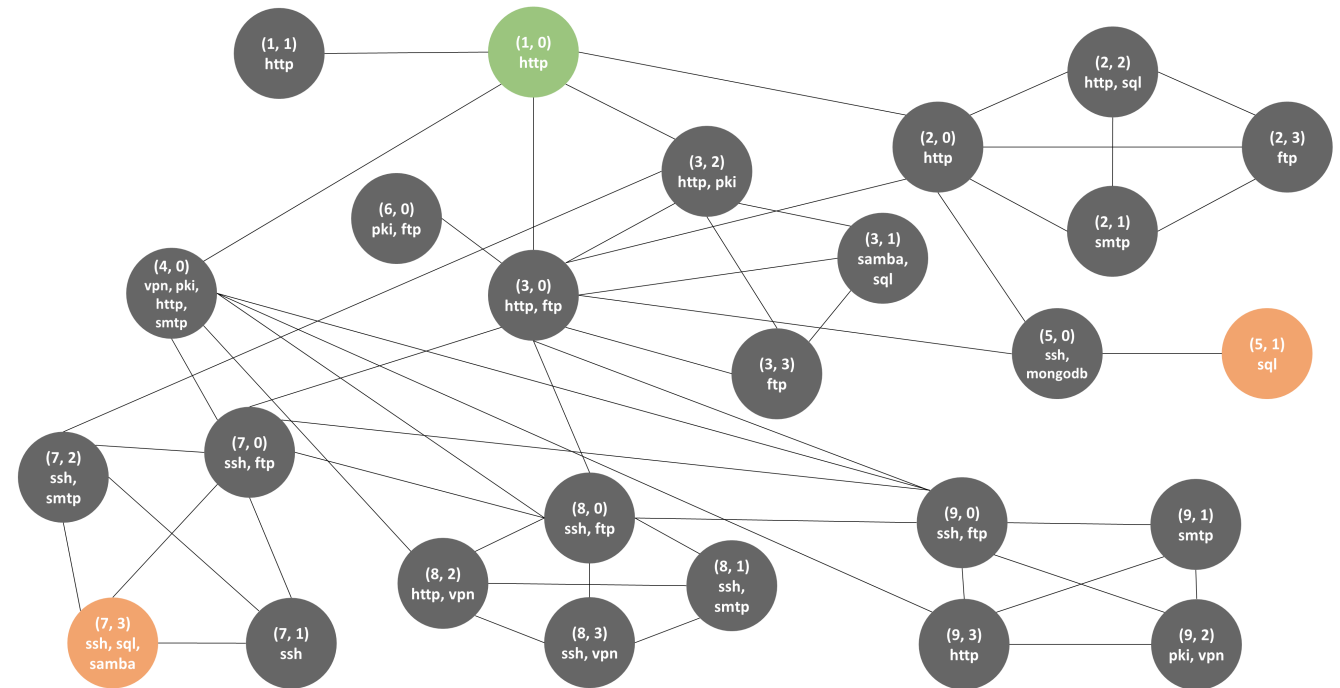 (1, 1)
http
(1, 0)
http
(2, 2)
http, sql
(2, 0)
http
(2, 3)
ftp
(3, 2)
http, pki
(6, 0)
pki, ftp
(2, 1)
smtp
(3, 1)
samba,
sql
(4, 0)
vpn, pki,
http,
smtp
(3, 0)
http, ftp
(5, 0)
ssh,
mongodb
(5, 1)
sql
(3, 3)
ftp
(7, 2)
ssh,
smtp
(7, 0)
ssh, ftp
(8, 0)
ssh, ftp
(9, 0)
ssh, ftp
(9, 1)
smtp
(8, 2)
http, vpn
(8, 1)
ssh,
smtp
(7, 3)
ssh, sql,
samba
(7, 1)
ssh
(8, 3)
ssh, vpn
(9, 3)
http
(9, 2)
pki, vpn